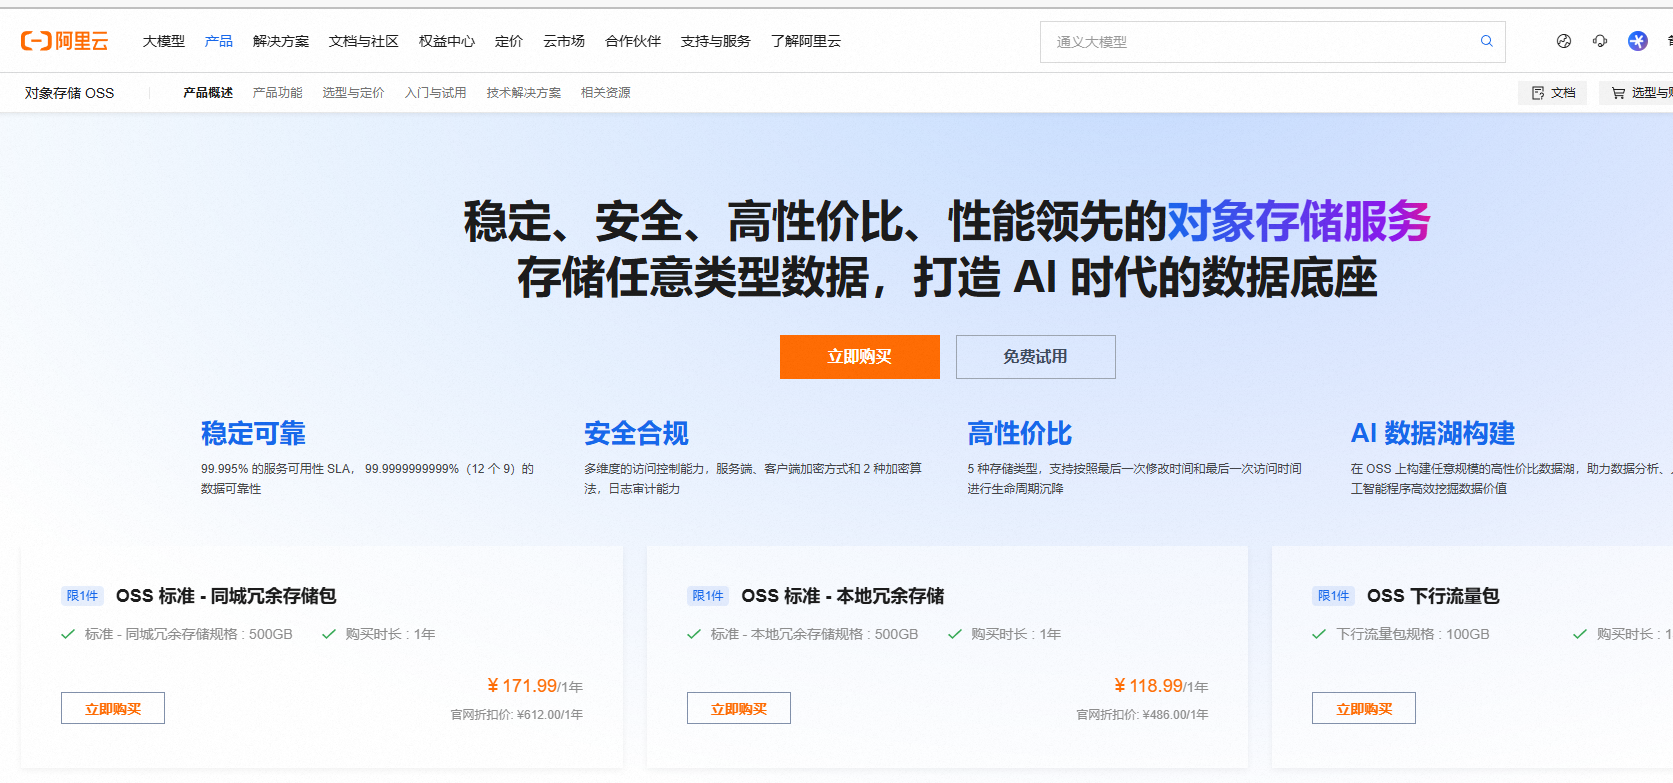 阿里云 大模型 产品 解决方案 文档与社区 权益中心 定价 云市场 合作伙伴 支持与服务 了解阿里云 通义大模型
对象存储 OSS 产品概述 产品功能 选型与定价 入门与试用 技术解决方案 相关资源 文档 选型与购
稳定、安全、高性价比、性能领先的对象存储服务
存储任意类型数据，打造 AI 时代的数据底座
立即购买 免费试用
稳定可靠
99.995% 的服务可用性 SLA， 99.9999999999%（12 个 9）的
数据可靠性
安全合规
多维度的访问控制能力，服务端、客户端加密方式和 2 种加密算
法，日志审计能力
高性价比
5 种存储类型，支持按照最后一次修改时间和最后一次访问时间
进行生命周期沉降
AI 数据湖构建
在 OSS 上构建任意规模的高性价比数据湖，助力数据分析、
工智能程序高效挖掘数据价值
限1件 OSS 标准 - 同城冗余存储包
标准 - 同城冗余存储规格 : 500GB 购买时长 : 1年
¥ 171.99/1年
立即购买
官网折扣价: ¥612.00/1年
限1件 OSS 标准 - 本地冗余存储
标准 - 本地冗余存储规格 : 500GB 购买时长 : 1年
¥ 118.99/1年
立即购买
官网折扣价: ¥486.00/1年
限1件 OSS 下行流量包
下行流量包规格 : 100GB 购买时长 : 1
立即购买